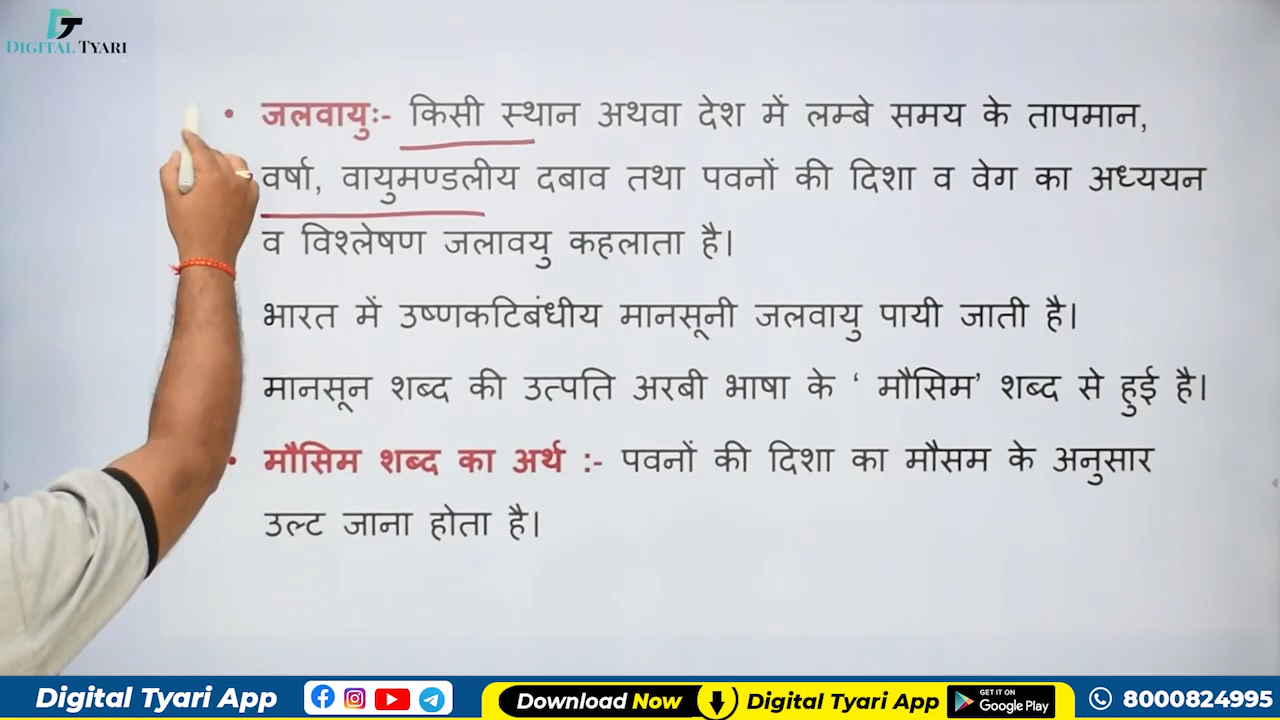 DT
DIGITAL TYARI
• जलवायुः- किसी स्थान अथवा देश में लम्बे समय के तापमान,
वर्षा, वायुमण्डलीय दबाव तथा पवनों की दिशा व वेग का अध्ययन
व विश्लेषण जलावयु कहलाता है।
भारत में उष्णकटिबंधीय मानसूनी जलवायु पायी जाती है।
मानसून शब्द की उत्पति अरबी भाषा के ‘ मौसिम’ शब्द से हुई है।
• मौसिम शब्द का अर्थ :- पवनों की दिशा का मौसम के अनुसार
उल्ट जाना होता है।
Digital Tyari App
Download Now
Digital Tyari App
GET IT ON
Google Play
8000824995